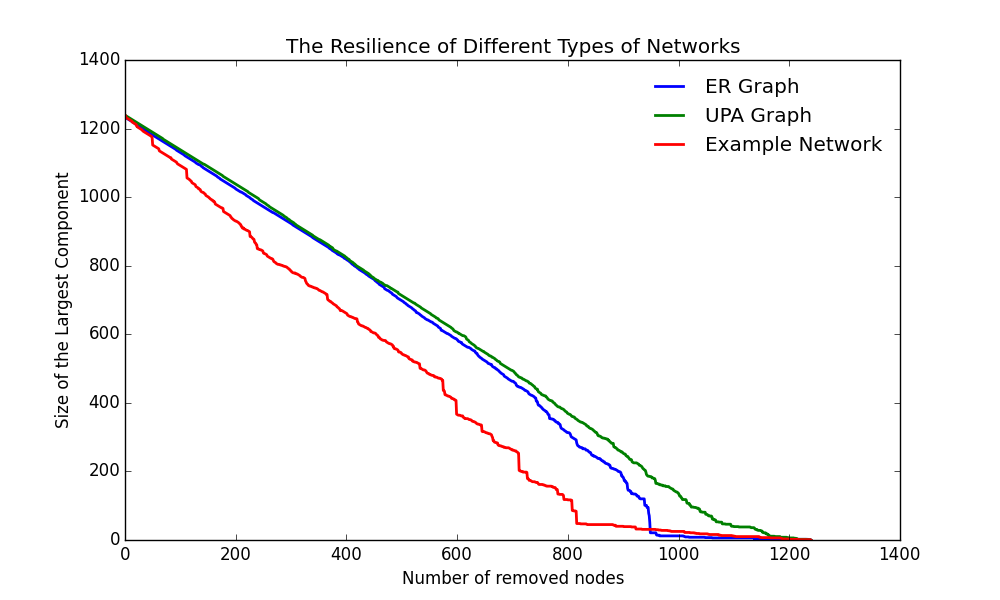 The Resilience of Different Types of Networks
1400
1200
1000
800
600
400
200
0
Size of the Largest Component
ER Graph
UPA Graph
Example Network
0 200 400 600 800 1000 1200 1400
Number of removed nodes